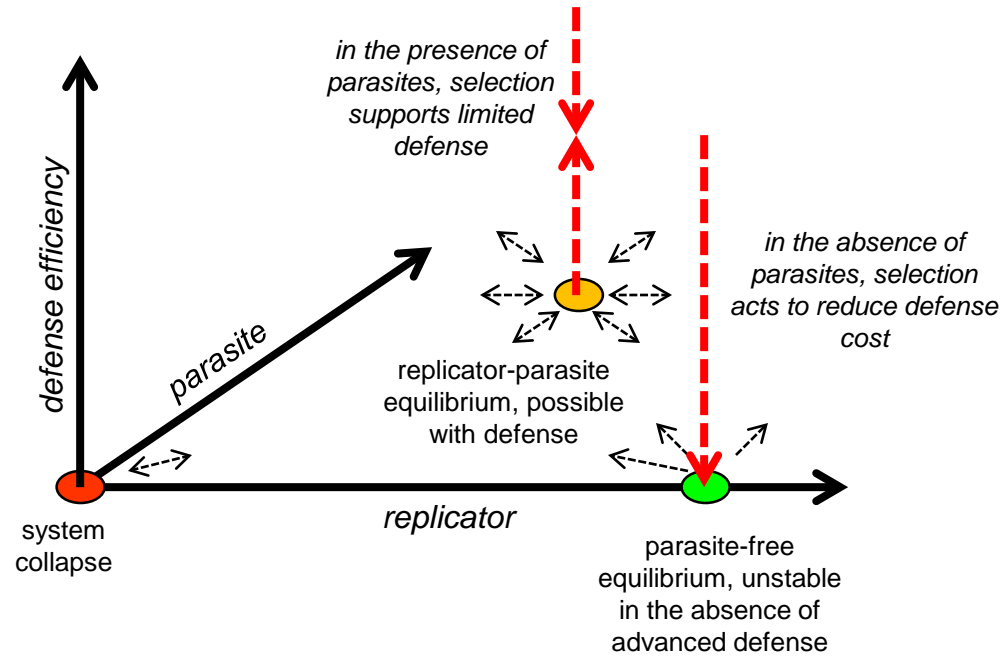 in the presence of
parasites, selection
supports limited
defense
defense efficiency
parasite
in the absence of
parasites, selection
acts to reduce defense
cost
replicator-parasite
equilibrium, possible
with defense
system
collapse
replicator
parasite-free
equilibrium, unstable
in the absence of
advanced defense